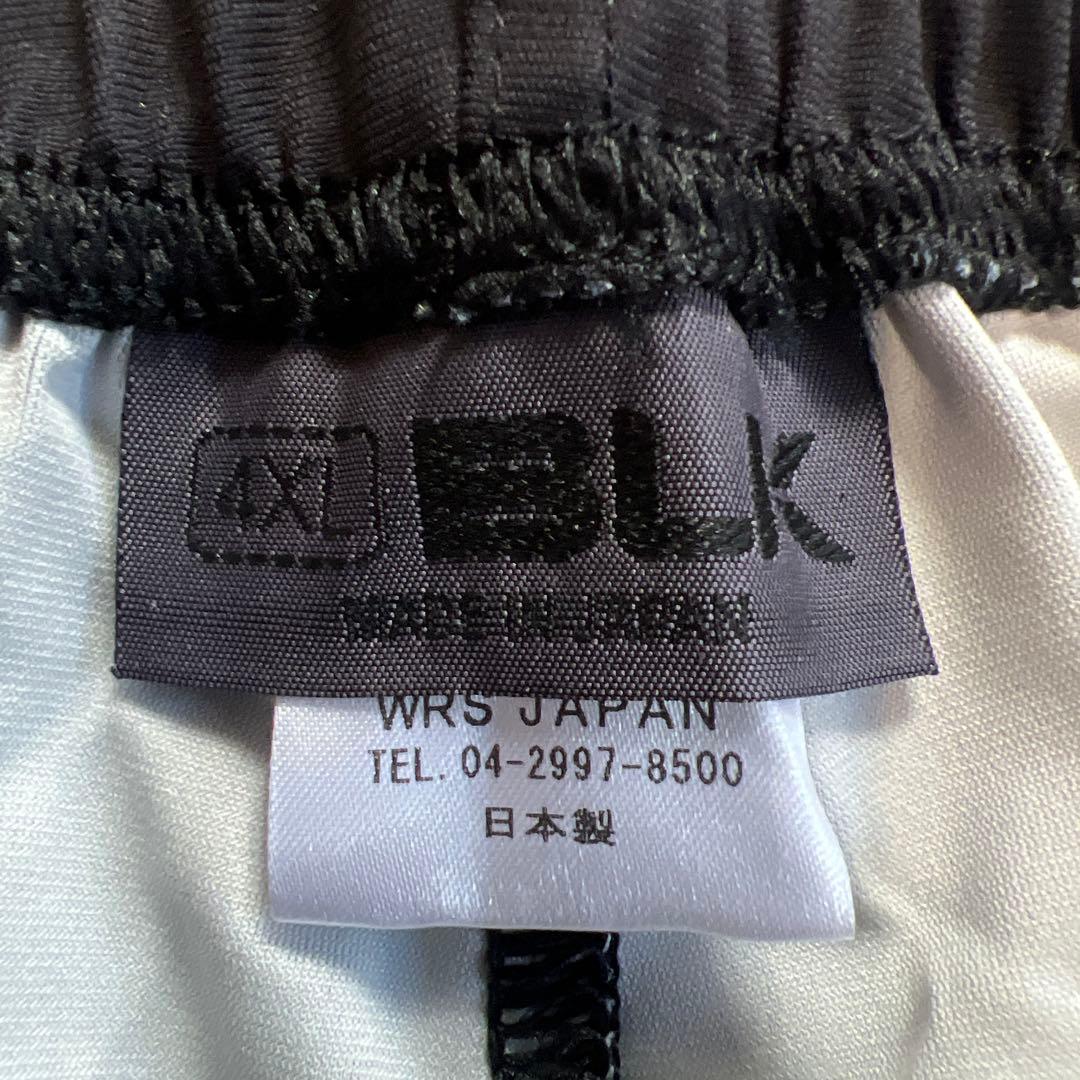 4XL BLK
MADE IN JAPAN
WRS JAPAN
TEL. 04-2997-8500
日本製